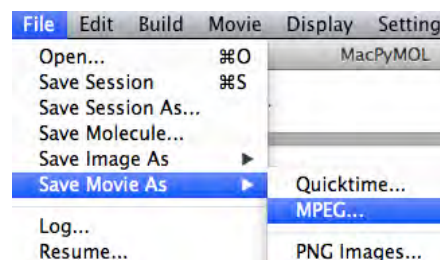 File Edit Build Movie Display Setting
MacPyMOL
Open... ⌘O
Save Session ⌘S
Save Session As...
Save Molecule...
Save Image As ▶
Save Movie As ▶
Quicktime...
MPEG...
Log...
Resume...
PNG Images...